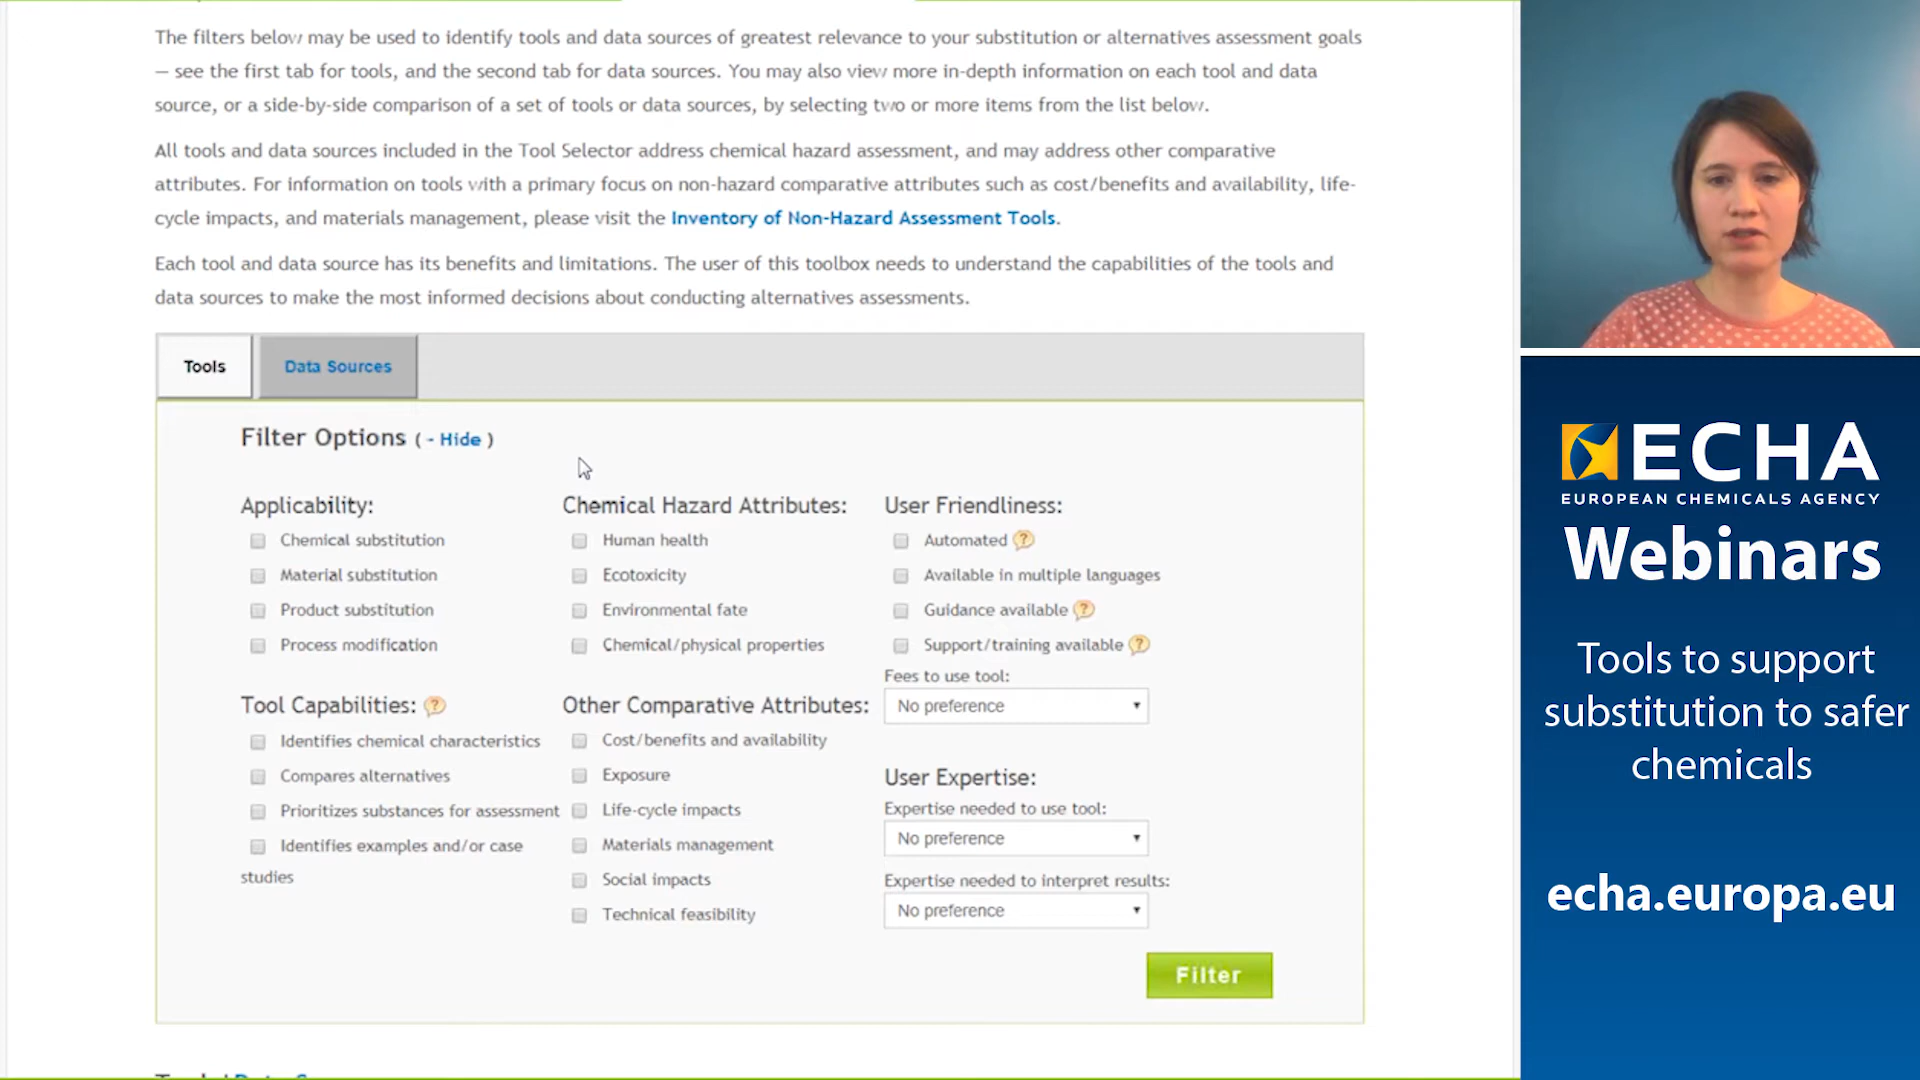 The filters below may be used to identify tools and data sources of greatest relevance to your substitution or alternatives assessment goals
— see the first tab for tools, and the second tab for data sources. You may also view more in-depth information on each tool and data
source, or a side-by-side comparison of a set of tools or data sources, by selecting two or more items from the list below.
All tools and data sources included in the Tool Selector address chemical hazard assessment, and may address other comparative
attributes. For information on tools with a primary focus on non-hazard comparative attributes such as cost/benefits and availability, life-
cycle impacts, and materials management, please visit the Inventory of Non-Hazard Assessment Tools.
Each tool and data source has its benefits and limitations. The user of this toolbox needs to understand the capabilities of the tools and
data sources to make the most informed decisions about conducting alternatives assessments.
Tools
Data Sources
Filter Options ( - Hide )
Applicability:
Chemical substitution
Material substitution
Product substitution
Process modification
Tool Capabilities: ?
Identifies chemical characteristics
Compares alternatives
Prioritizes substances for assessment
Identifies examples and/or case
studies
Chemical Hazard Attributes:
Human health
Ecotoxicity
Environmental fate
Chemical/physical properties
Other Comparative Attributes:
Cost/benefits and availability
Exposure
Life-cycle impacts
Materials management
Social impacts
Technical feasibility
User Friendliness:
Automated ?
Available in multiple languages
Guidance available ?
Support/training available ?
Fees to use tool:
No preference
User Expertise:
Expertise needed to use tool:
No preference
Expertise needed to interpret results:
No preference
Filter
ECHA
EUROPEAN CHEMICALS AGENCY
Webinars
Tools to support
substitution to safer
chemicals
echa.europa.eu